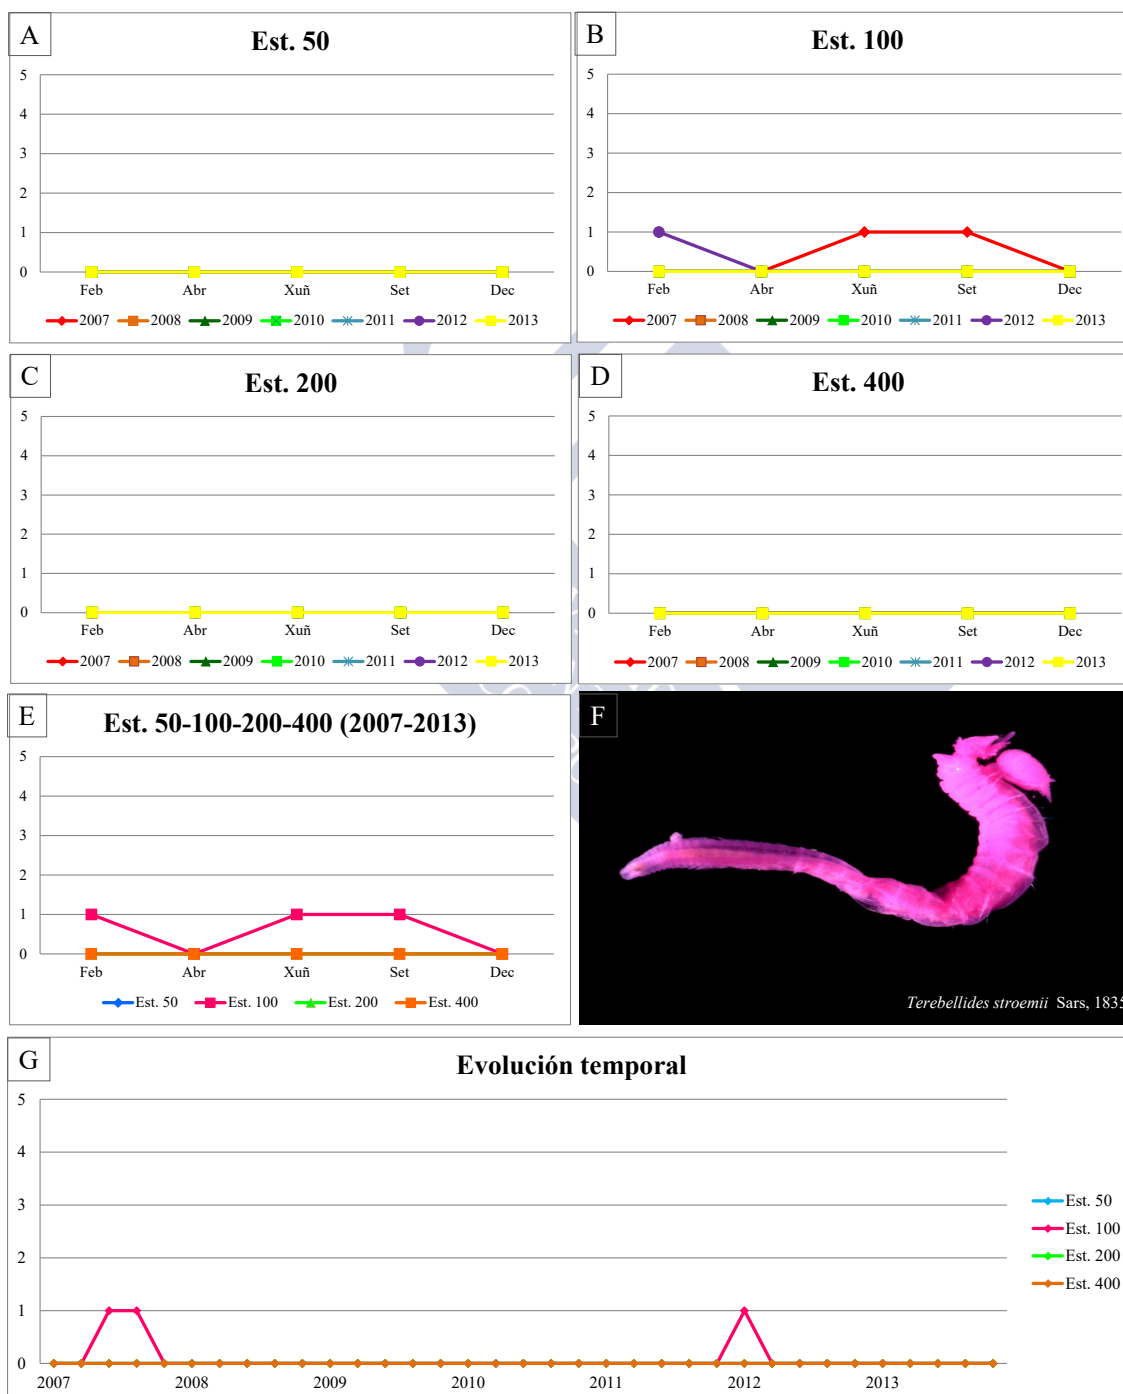 A
Est. 50
5
4
3
2
1
0
Feb Abr Xuñ Set Dec
2007 2008 2009 2010 2011 2012 2013
B
Est. 100
5
4
3
2
1
0
Feb Abr Xuñ Set Dec
2007 2008 2009 2010 2011 2012 2013
C
Est. 200
5
4
3
2
1
0
Feb Abr Xuñ Set Dec
2007 2008 2009 2010 2011 2012 2013
D
Est. 400
5
4
3
2
1
0
Feb Abr Xuñ Set Dec
2007 2008 2009 2010 2011 2012 2013
E
Est. 50-100-200-400 (2007-2013)
5
4
3
2
1
0
Feb Abr Xuñ Set Dec
Est. 50 Est. 100 Est. 200 Est. 400
F
Terebellides stroemii Sars, 1835
G
Evolución temporal
5
4
3
2
1
0
2007 2008 2009 2010 2011 2012 2013
Est. 50
Est. 100
Est. 200
Est. 400